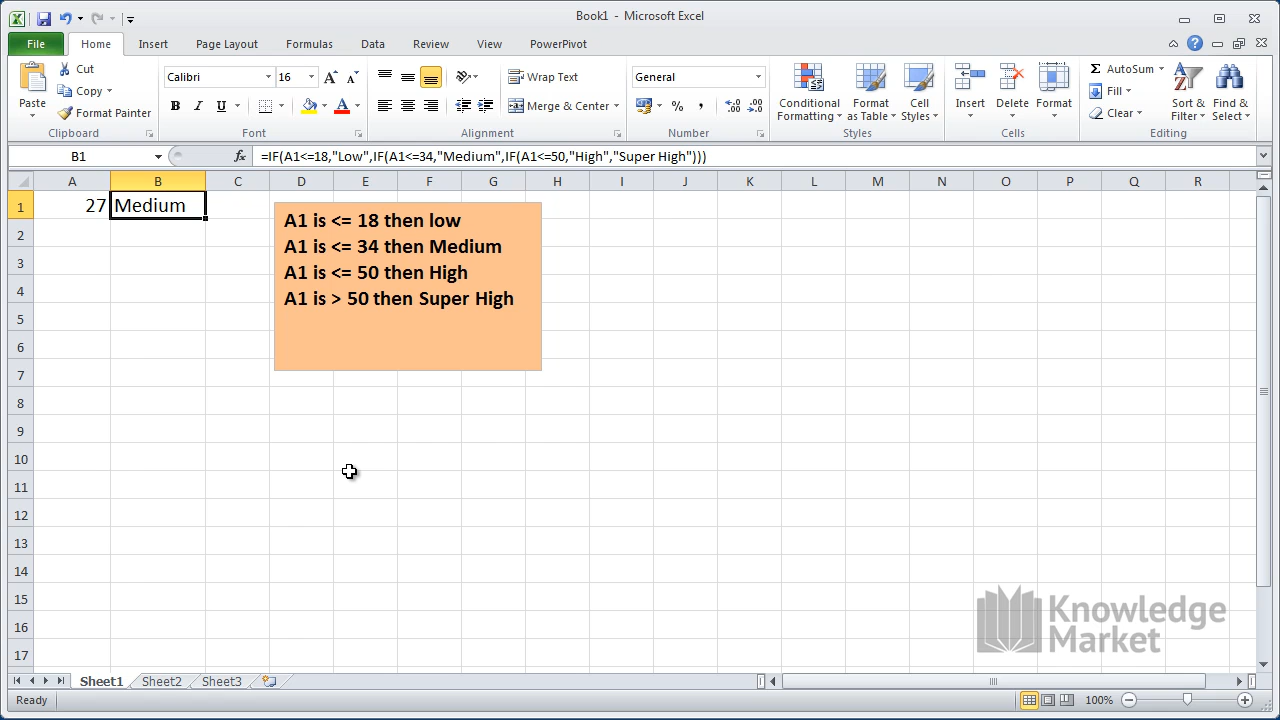 Book1 - Microsoft Excel
File Home Insert Page Layout Formulas Data Review View PowerPivot
Paste Cut Copy Format Painter
Calibri 16
B I U A
Wrap Text
Merge & Center
General
Conditional Formatting Format as Table Cell Styles
Insert Delete Format
AutoSum
Fill
Clear
Sort & Filter Find & Select
Clipboard Font Alignment Number Styles Cells Editing
B1 fx =IF(A1<=18,"Low",IF(A1<=34,"Medium",IF(A1<=50,"High","Super High")))
A B C D E F G H I J K L M N O P Q R
1 27 Medium
A1 is <= 18 then low
A1 is <= 34 then Medium
A1 is <= 50 then High
A1 is > 50 then Super High
2
3
4
5
6
7
8
9
10
11
12
13
14
15
16
17
Knowledge
Market
Sheet1 Sheet2 Sheet3
Ready 100%